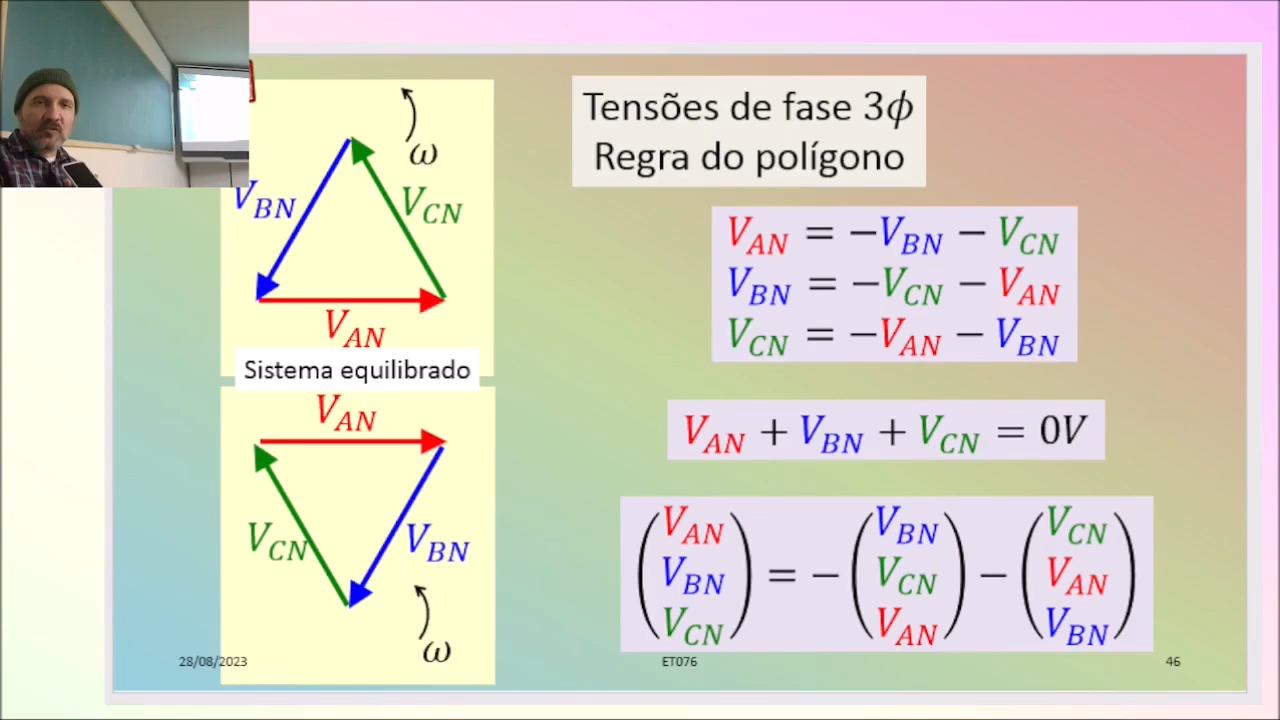 Tensões de fase 3ϕ
Regra do polígono
ω
V_BN
V_CN
V_AN
Sistema equilibrado
V_AN
V_CN
V_BN
ω
V_AN = −V_BN − V_CN
V_BN = −V_CN − V_AN
V_CN = −V_AN − V_BN
V_AN + V_BN + V_CN = 0V
(V_AN) = −(V_BN) − (V_CN)
(V_BN) = −(V_CN) − (V_AN)
(V_CN) = −(V_AN) − (V_BN)
28/08/2023
ET076
46